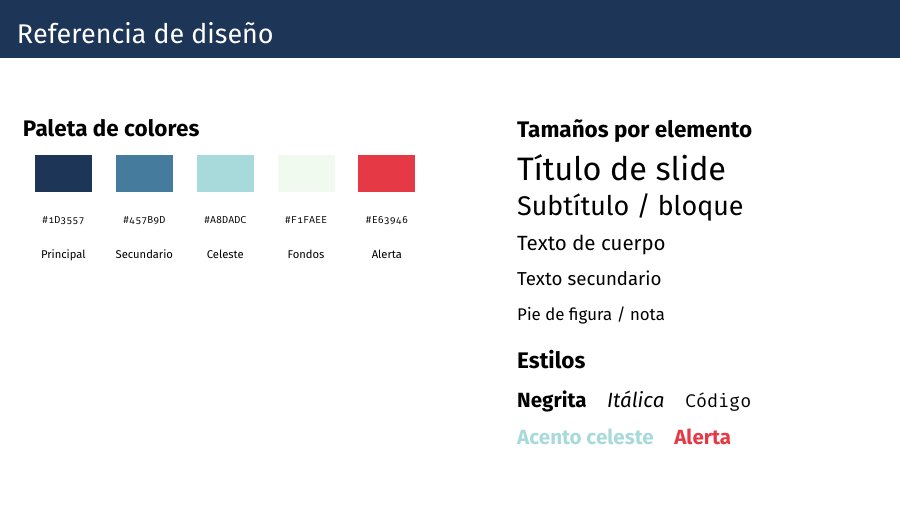 Referencia de diseño
Paleta de colores
#1D3557 #457B9D #A8DADC #F1FAEE #E63946
Principal Secundario Celeste Fondos Alerta
Tamaños por elemento
Título de slide
Subtítulo / bloque
Texto de cuerpo
Texto secundario
Pie de figura / nota
Estilos
Negrita Itálica Código
Acento celeste Alerta